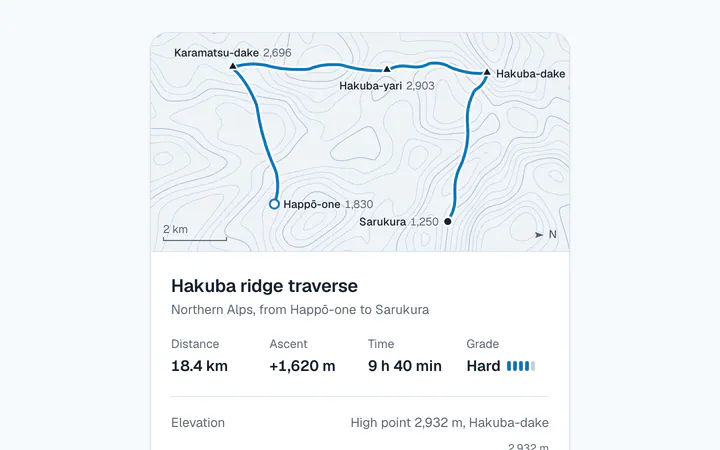 Karamatsu-dake 2,696
Hakuba-dake
Hakuba-yari 2,903
Happō-one 1,830
Sarukura 1,250
2 km
N
Hakuba ridge traverse
Northern Alps, from Happō-one to Sarukura
Distance
Ascent
Time
Grade
18.4 km
+1,620 m
9 h 40 min
Hard
Elevation
High point 2,932 m, Hakuba-dake
2,932 m